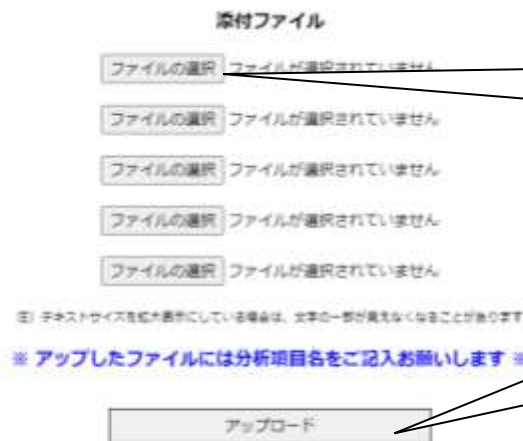 添付ファイル
ファイルの選択 ファイルが選択されていません
ファイルの選択 ファイルが選択されていません
ファイルの選択 ファイルが選択されていません
ファイルの選択 ファイルが選択されていません
ファイルの選択 ファイルが選択されていません
注) テキストサイズを拡大表示にしている場合は、文字の一部が見えなくなることがあります
※ アップしたファイルには分析項目名をご記入お願いします ※
アップロード